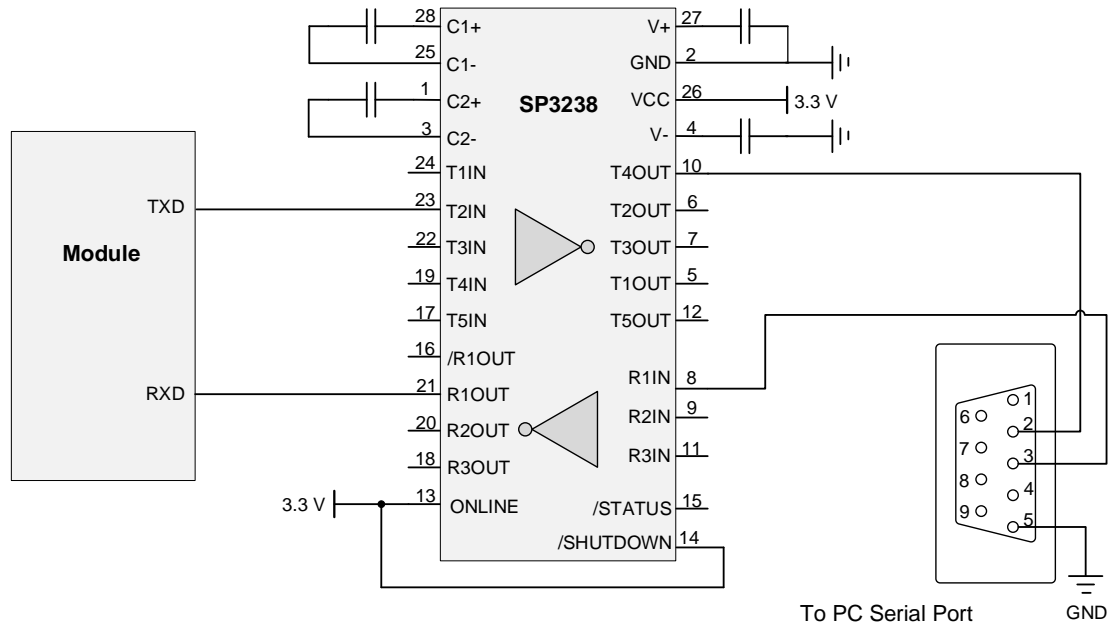 28 C1+ V+ 27
25 C1- GND 2
1 C2+ SP3238 VCC 26 3.3 V
3 C2- V- 4
24 T1IN T4OUT 10
TXD 23 T2IN T2OUT 6
Module 22 T3IN T3OUT 7
19 T4IN T1OUT 5
17 T5IN T5OUT 12
16 /R1OUT
R1IN 8
RXD 21 R1OUT
R2IN 9
20 R2OUT
R3IN 11
18 R3OUT
3.3 V 13 ONLINE
/STATUS 15
/SHUTDOWN 14
1
6
2
7
3
8
4
9
5
To PC Serial Port GND